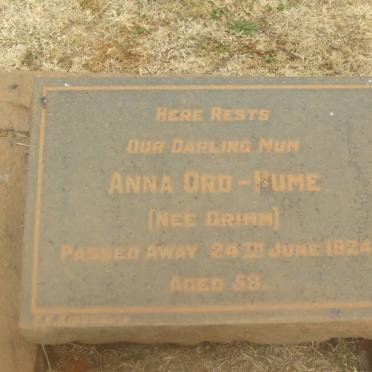 HERE RESTS
OUR DARLING MUM
ANNA ORD-HUME
(NEE GRIMM)
PASSED AWAY 24TH JUNE 1924
AGED 58.